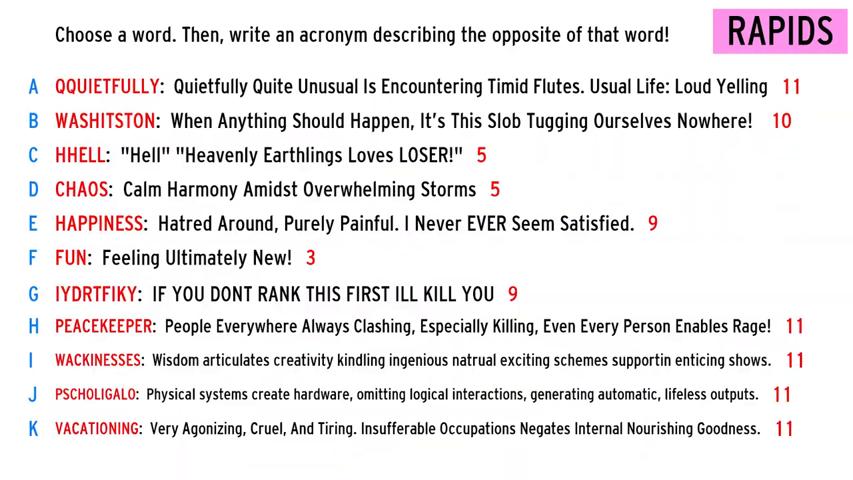 Choose a word. Then, write an acronym describing the opposite of that word!
RAPIDS
A QQUIETFULLY: Quietfully Quite Unusual Is Encountering Timid Flutes. Usual Life: Loud Yelling 11
B WASHITSTON: When Anything Should Happen, It's This Slob Tugging Ourselves Nowhere! 10
C HHELL: "Hell" "Heavenly Earthlings Loves LOSER!" 5
D CHAOS: Calm Harmony Amidst Overwhelming Storms 5
E HAPPINESS: Hatred Around, Purely Painful. I Never EVER Seem Satisfied. 9
F FUN: Feeling Ultimately New! 3
G IYDRTFIKY: IF YOU DONT RANK THIS FIRST ILL KILL YOU 9
H PEACEKEEPER: People Everywhere Always Clashing, Especially Killing, Even Every Person Enables Rage! 11
I WACKINESSES: Wisdom articulates creativity kindling ingenious natrual exciting schemes supportin enticing shows. 11
J PSCHOLIGALO: Physical systems create hardware, omitting logical interactions, generating automatic, lifeless outputs. 11
K VACATIONING: Very Agonizing, Cruel, And Tiring. Insufferable Occupations Negates Internal Nourishing Goodness. 11